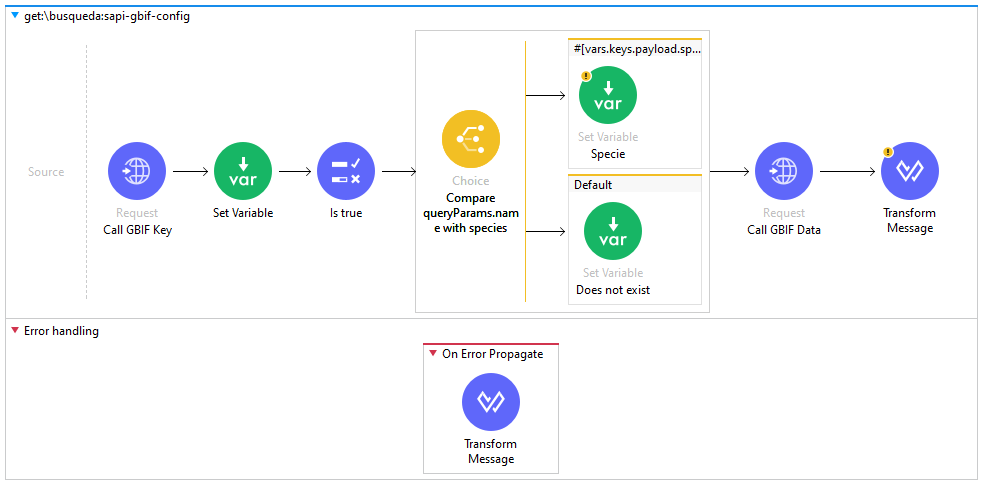 get:\busqueda:sapi-gbif-config
Source
Request
Call GBIF Key
var
Set Variable
Is true
Choice
Compare
queryParams.nam
e with species
#[vars.keys.payload.sp...
!
var
Set Variable
Specie
Default
var
Set Variable
Does not exist
Request
Call GBIF Data
!
Transform
Message
Error handling
On Error Propagate
Transform
Message